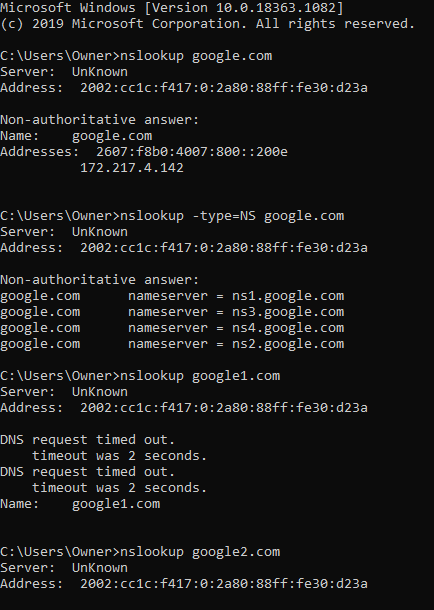 Microsoft Windows [Version 10.0.18363.1082]
(c) 2019 Microsoft Corporation. All rights reserved.
C:\Users\Owner>nslookup google.com
Server:  UnKnown
Address:  2002:cc1c:f417:0:2a80:88ff:fe30:d23a
Non-authoritative answer:
Name:    google.com
Addresses:  2607:f8b0:4007:800::200e
          172.217.4.142
C:\Users\Owner>nslookup -type=NS google.com
Server:  UnKnown
Address:  2002:cc1c:f417:0:2a80:88ff:fe30:d23a
Non-authoritative answer:
google.com      nameserver = ns1.google.com
google.com      nameserver = ns3.google.com
google.com      nameserver = ns4.google.com
google.com      nameserver = ns2.google.com
C:\Users\Owner>nslookup google1.com
Server:  UnKnown
Address:  2002:cc1c:f417:0:2a80:88ff:fe30:d23a
DNS request timed out.
    timeout was 2 seconds.
DNS request timed out.
    timeout was 2 seconds.
Name:    google1.com
C:\Users\Owner>nslookup google2.com
Server:  UnKnown
Address:  2002:cc1c:f417:0:2a80:88ff:fe30:d23a